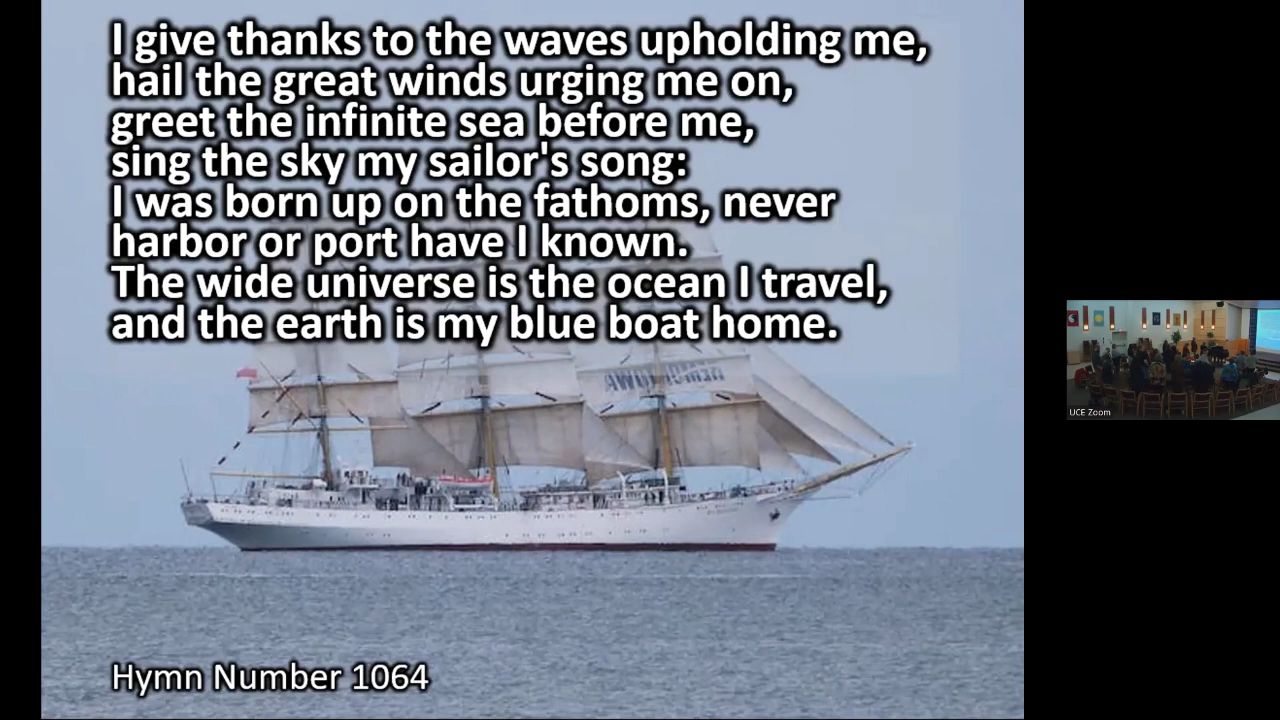 I give thanks to the waves upholding me,
hail the great winds urging me on,
greet the infinite sea before me,
sing the sky my sailor's song:
I was born up on the fathoms, never
harbor or port have I known.
The wide universe is the ocean I travel,
and the earth is my blue boat home.
Hymn Number 1064
UCE Zoom